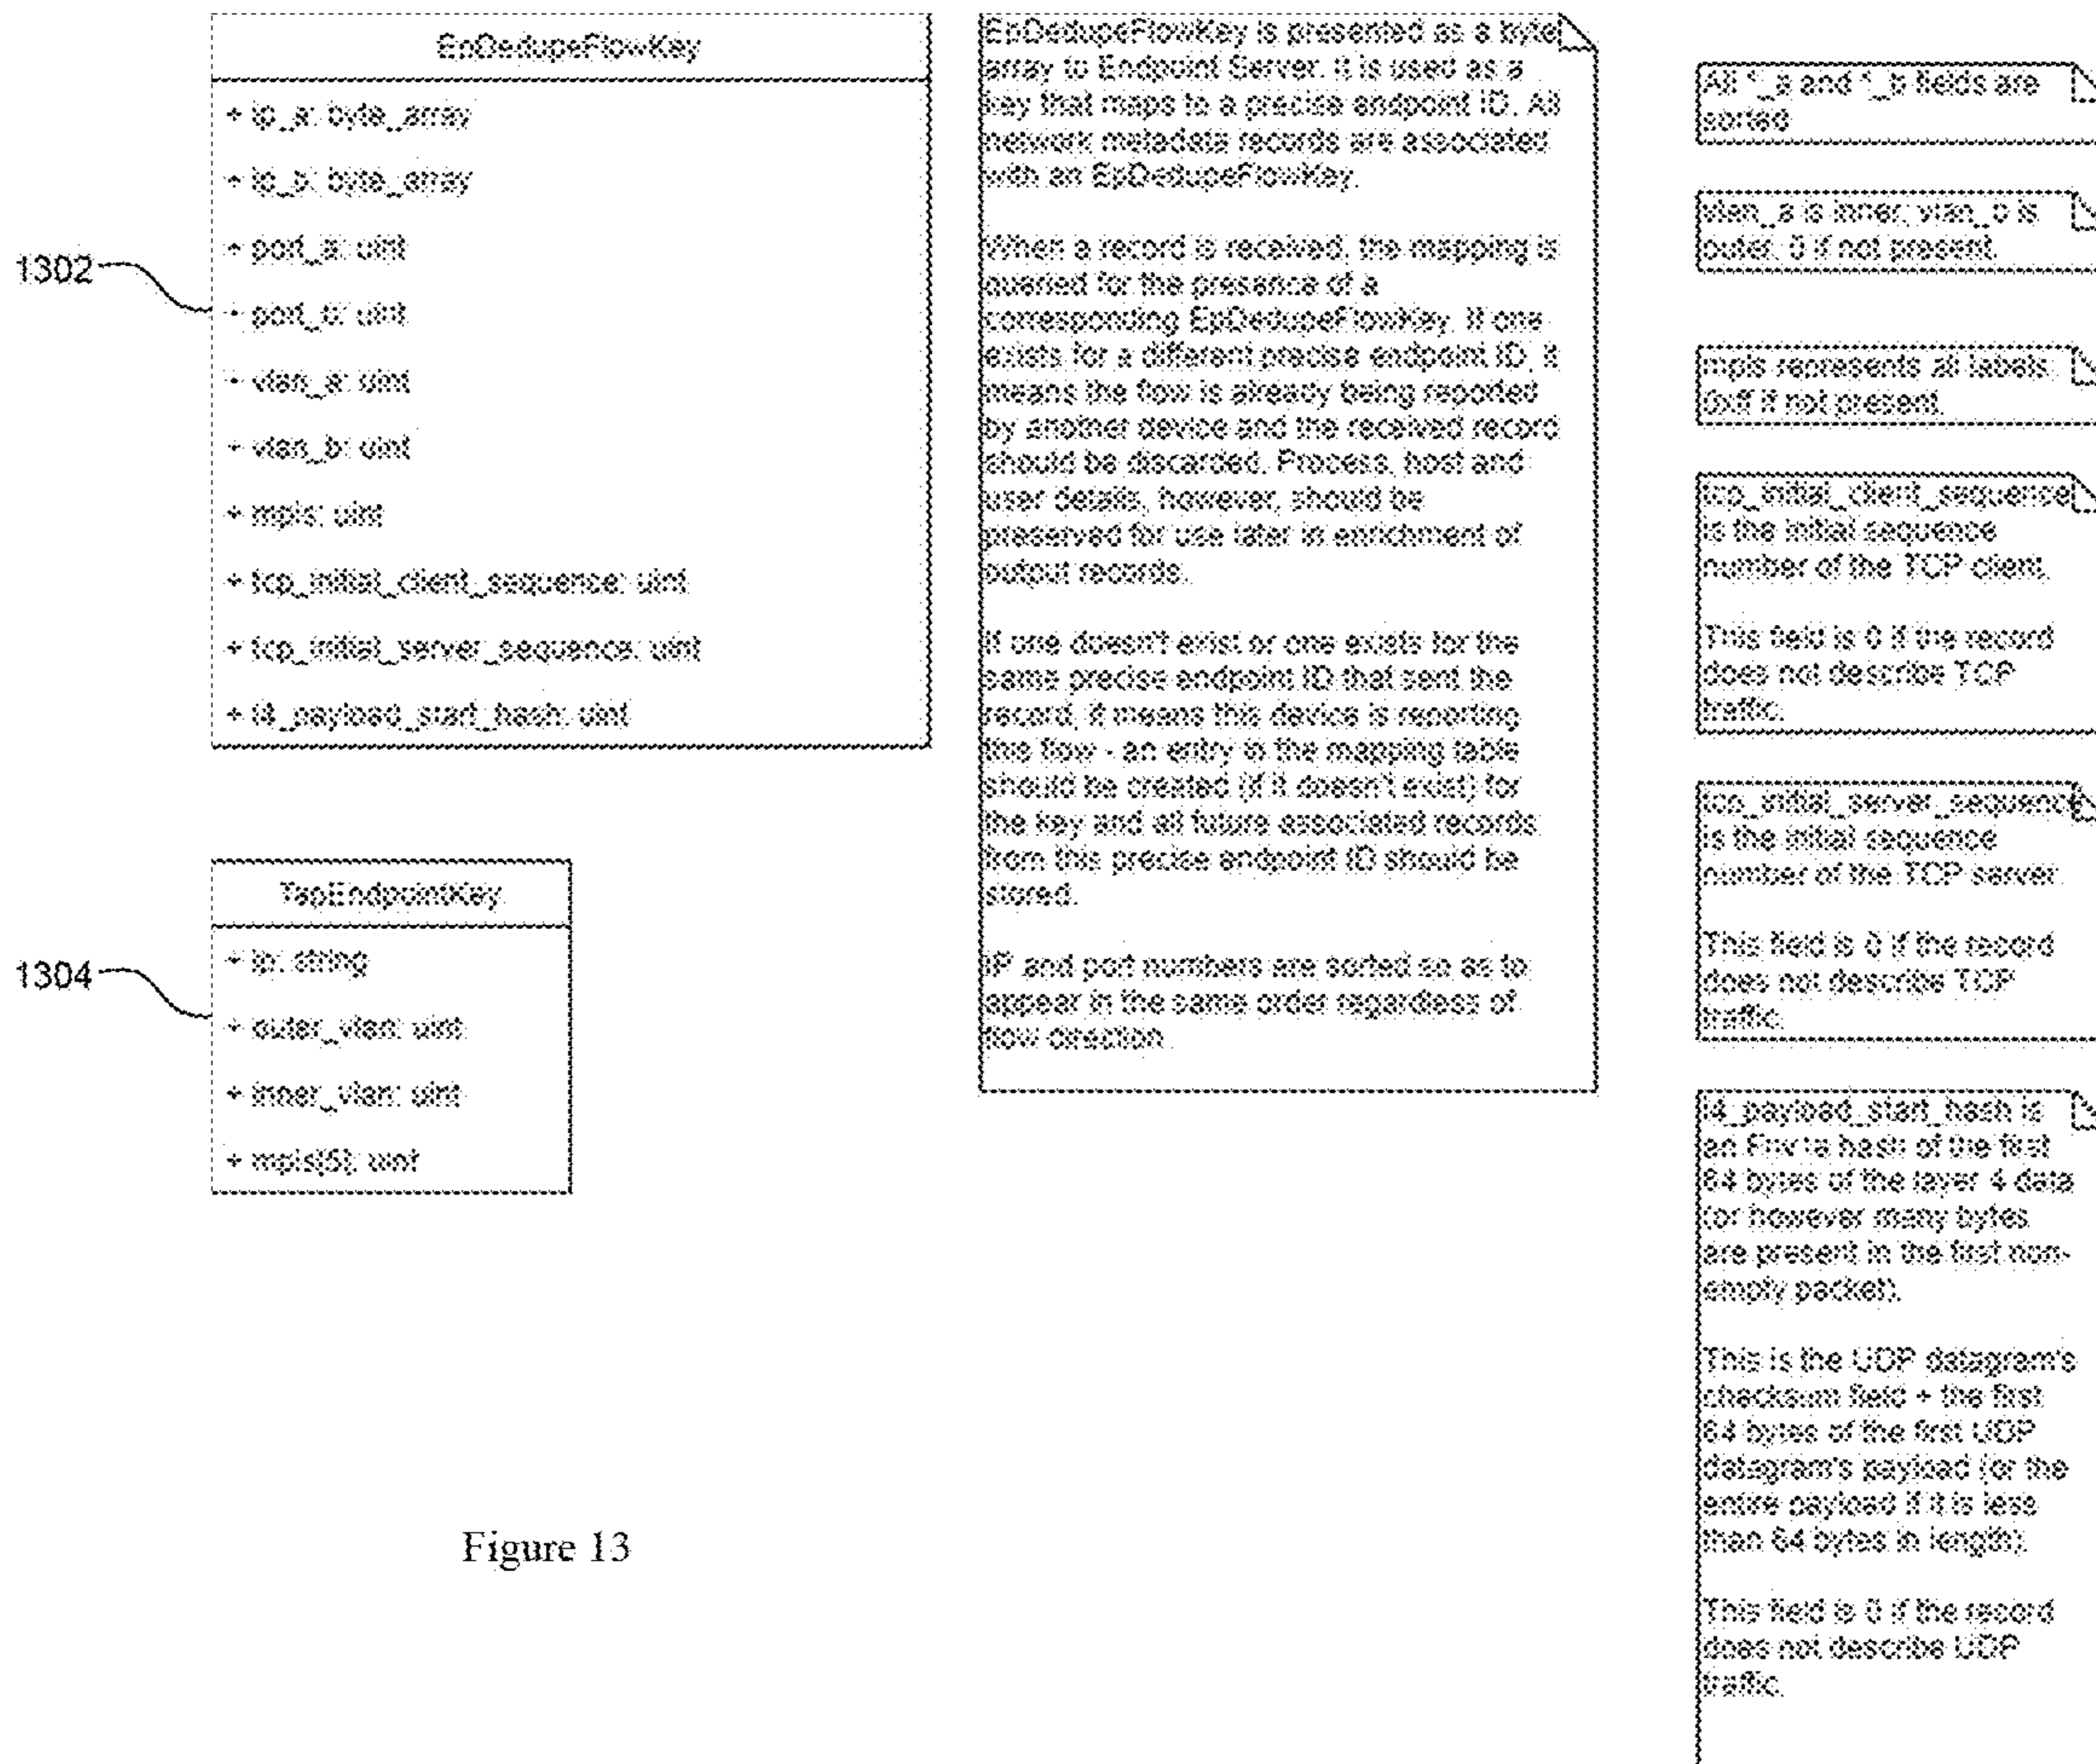 EpDedupeFlowKey
+ ip_a: byte_array
+ ip_b: byte_array
+ port_a: uint
+ port_b: uint
+ vlan_a: uint
+ vlan_b: uint
+ mpls: uint
+ tcp_initial_client_sequence: uint
+ tcp_initial_server_sequence: uint
+ l4_payload_start_hash: uint
1302
TapEndpointKey
+ ip: string
+ outer_vlan: uint
+ inner_vlan: uint
+ mpls[5]: uint
1304
EpDedupeFlowKey is presented as a byte
array to Endpoint Server. It is used as a
key that maps to a precise endpoint ID. All
network metadata records are associated
with an EpDedupeFlowKey.
When a record is received, the mapping is
queried for the presence of a
corresponding EpDedupeFlowKey. If one
exists for a different precise endpoint ID, it
means the flow is already being reported
by another device and the received record
should be discarded. Process, host and
user details, however, should be
preserved for use later in enrichment of
output records.
If one doesn't exist or one exists for the
same precise endpoint ID that sent the
record, it means this device is reporting
the flow - an entry in the mapping table
should be created (if it doesn't exist) for
the key and all future associated records
from this precise endpoint ID should be
stored.
IP and port numbers are sorted so as to
appear in the same order regardless of
flow direction.
All *_a and *_b fields are
sorted
vlan_a is inner, vlan_b is
outer. 0 if not present.
mpls represents all labels.
0xff if not present.
tcp_initial_client_sequence
is the initial sequence
number of the TCP client.
This field is 0 if the record
does not describe TCP
traffic.
tcp_initial_server_sequence
is the initial sequence
number of the TCP server.
This field is 0 if the record
does not describe TCP
traffic.
l4_payload_start_hash is
an Fnv1a hash of the first
64 bytes of the layer 4 data
(or however many bytes
are present in the first non-
empty packet).
This is the UDP datagram's
checksum field + the first
64 bytes of the first UDP
datagram's payload (or the
entire payload if it is less
than 64 bytes in length).
This field is 0 if the record
does not describe UDP
traffic.
Figure 13